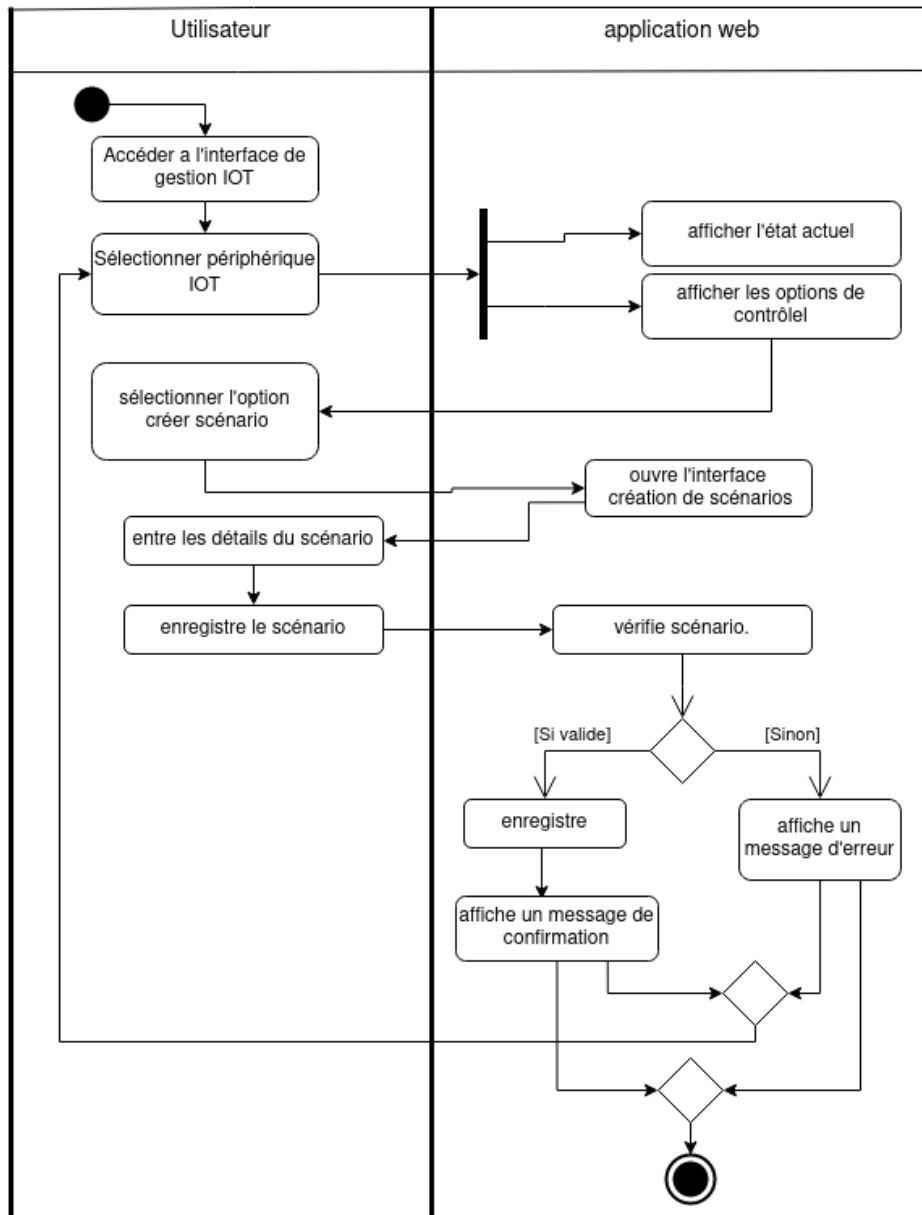 Utilisateur
application web
Accéder a l'interface de
gestion IOT
Sélectionner périphérique
IOT
afficher l'état actuel
afficher les options de
contrôlel
sélectionner l'option
créer scénario
ouvre l'interface
création de scénarios
entre les détails du scénario
enregistre le scénario
vérifie scénario.
[Si valide]
[Sinon]
enregistre
affiche un
message d'erreur
affiche un message de
confirmation